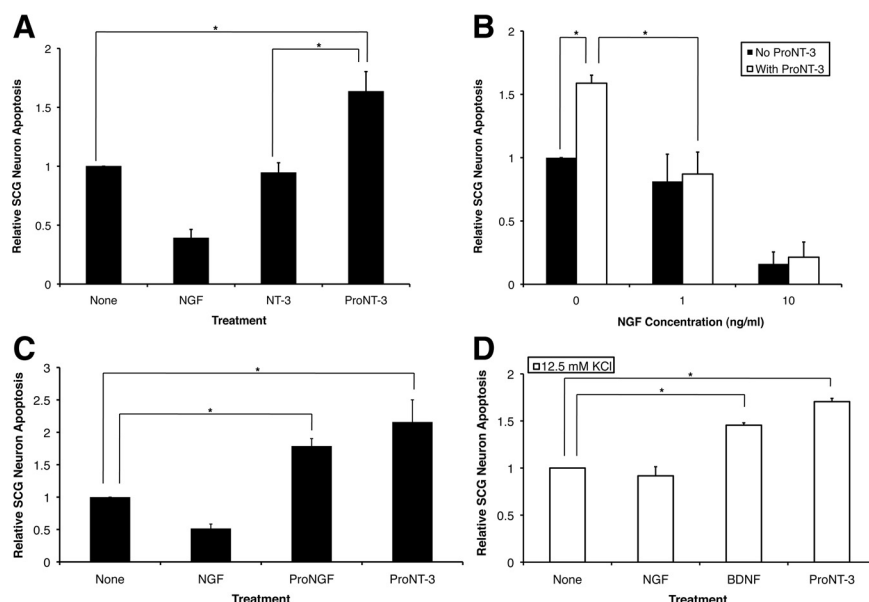 A
*
*
2
1.5
1
0.5
0
Relative SCG Neuron Apoptosis
None NGF NT-3 ProNT-3
Treatment
B
*
*
No ProNT-3
With ProNT-3
2
1.5
1
0.5
0
Relative SCG Neuron Apoptosis
0 1 10
NGF Concentration (ng/ml)
C
*
*
2.5
2
1.5
1
0.5
0
Relative SCG Neuron Apoptosis
None NGF ProNGF ProNT-3
Treatment
D
12.5 mM KCl
*
*
2
1.5
1
0.5
0
Relative SCG Neuron Apoptosis
None NGF BDNF ProNT-3
Treatment